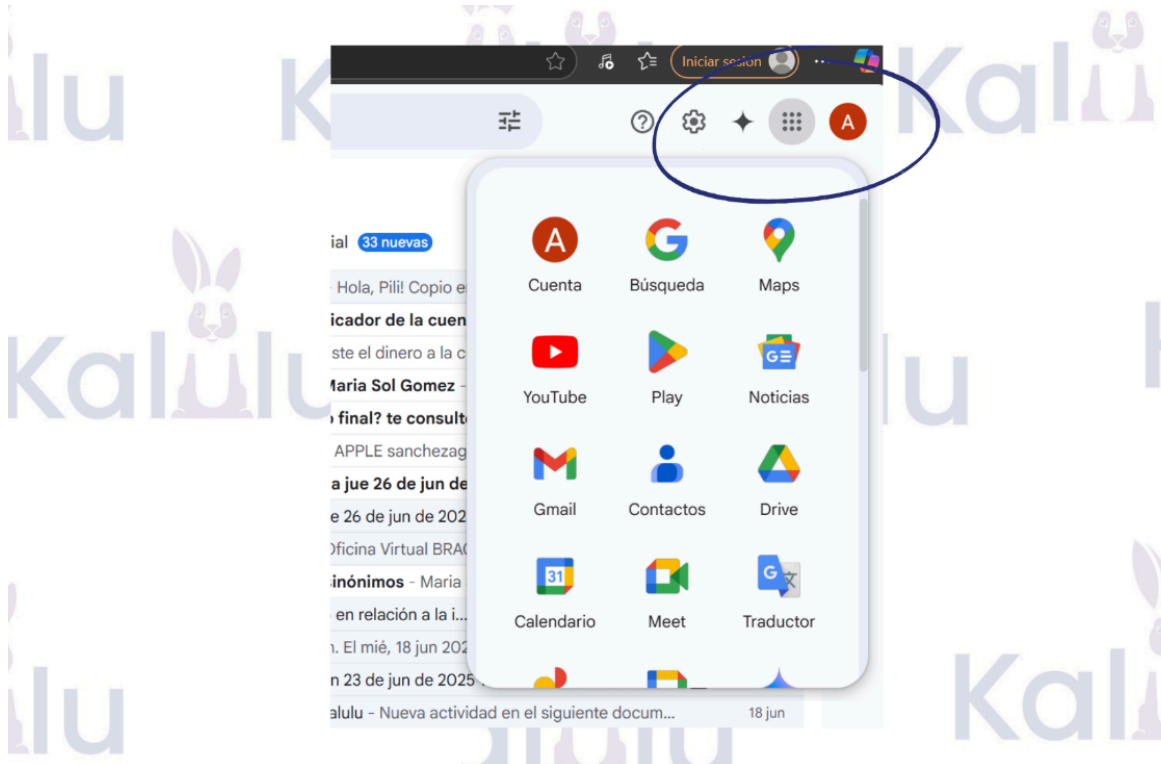 Kalulu
Iniciar sesión
A
ial 33 nuevas
Hola, Pili! Copio e
icador de la cuen
ste el dinero a la c
Maria Sol Gomez -
final? te consult
APPLE sanchezag
a jue 26 de jun de
e 26 de jun de 202
Oficina Virtual BRA
sinónimos - Maria
en relación a la i...
n. El mié, 18 jun 202
n 23 de jun de 2025
alulu - Nueva actividad en el siguiente docum... 18 jun
A G
Cuenta Búsqueda Maps
YouTube Play Noticias
Gmail Contactos Drive
31
Calendario Meet Traductor